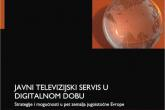 JAVNI TELEVIZIJSKI SERVIS U
DIGITALNOM DOBU
Strategije i mogućnosti u pet zemalja jugoistočne Evrope